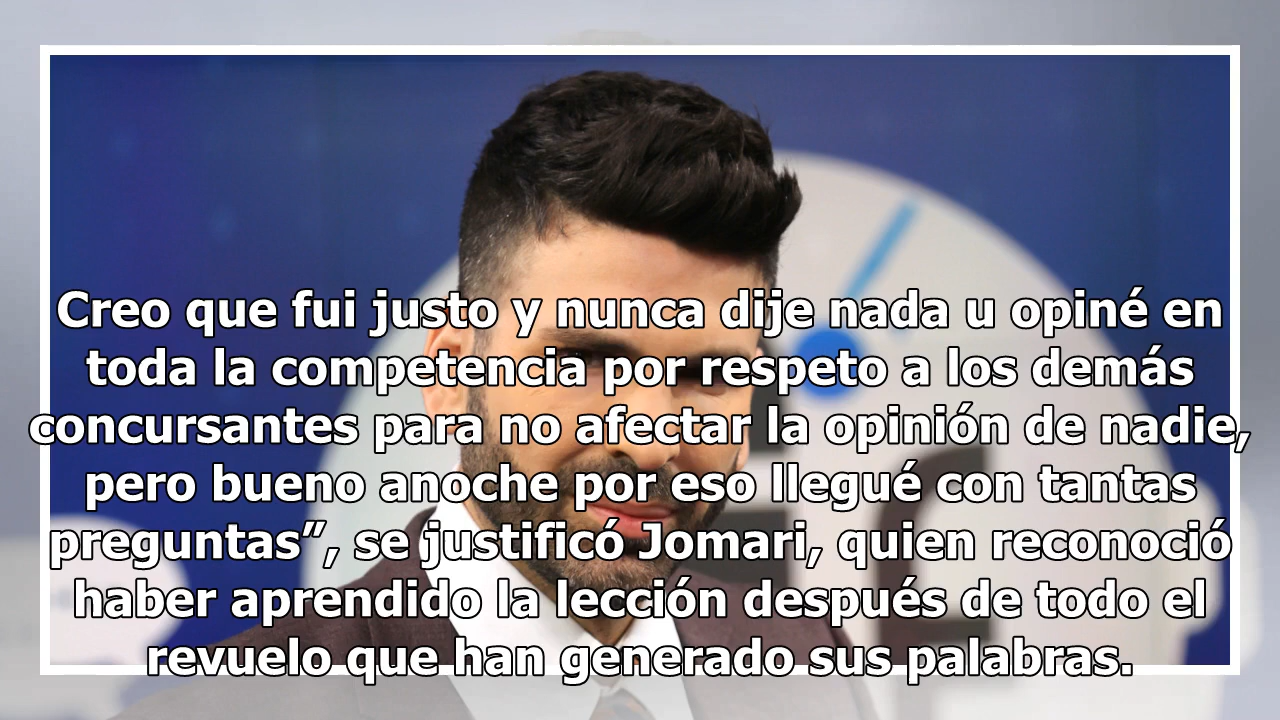 Creo que fui justo y nunca dije nada u opiné en
toda la competencia por respeto a los demás
concursantes para no afectar la opinión de nadie,
pero bueno anoche por eso llegué con tantas
preguntas”, se justificó Jomari, quien reconoció
haber aprendido la lección después de todo el
revuelo que han generado sus palabras.